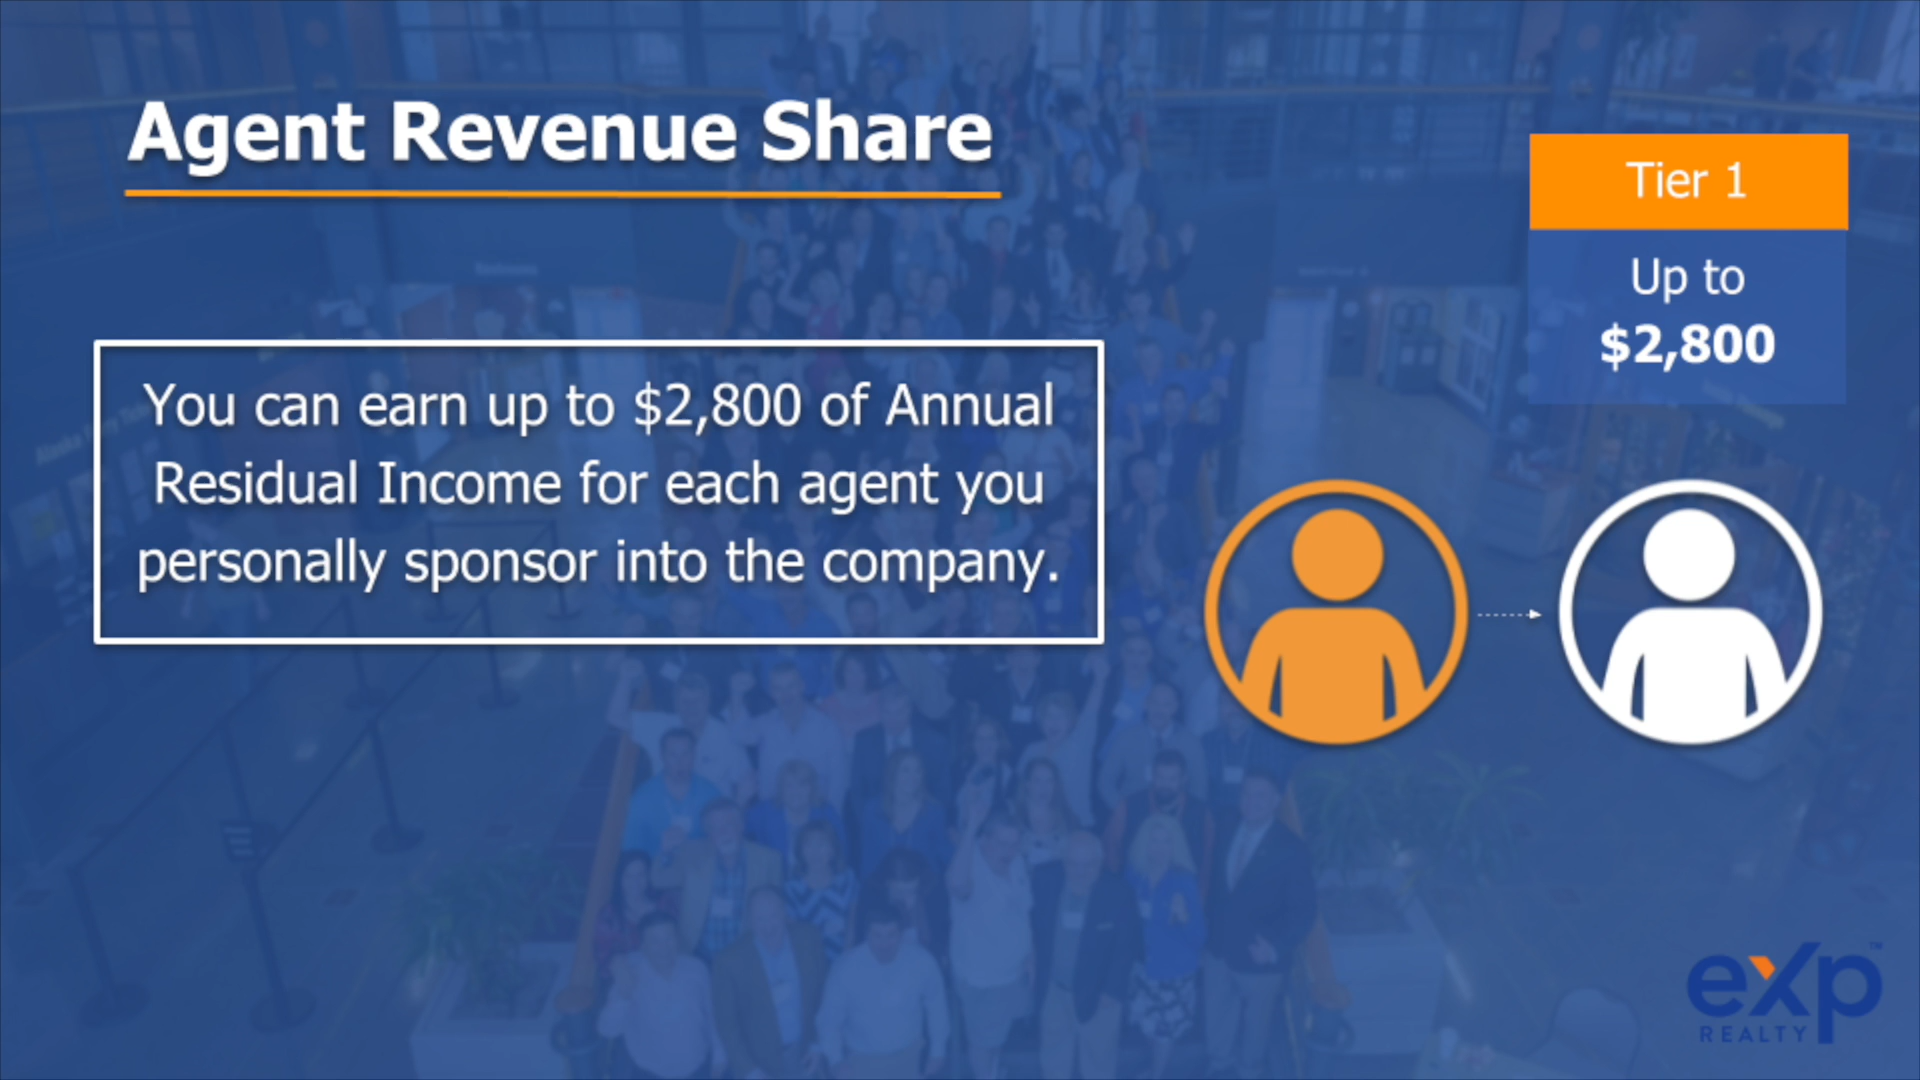 Agent Revenue Share
Tier 1
Up to
$2,800
You can earn up to $2,800 of Annual
Residual Income for each agent you
personally sponsor into the company.
eXp™
REALTY